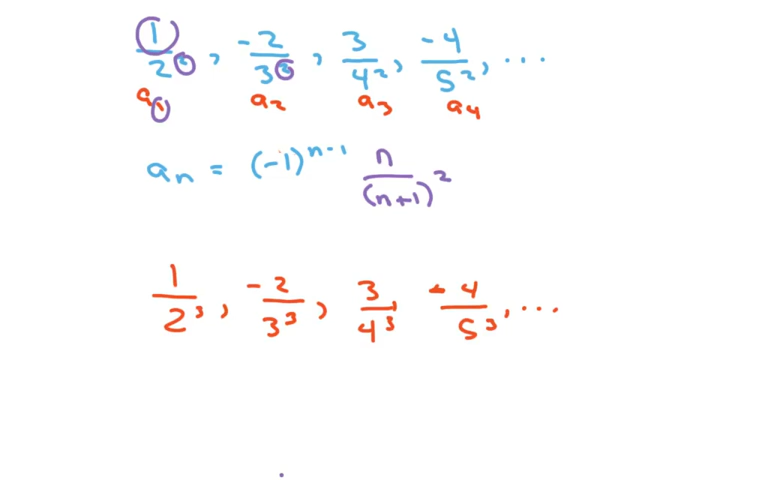 1/2², -2/3², 3/4², -4/5², ...
a₁ a₂ a₃ a₄
aₙ = (-1)ⁿ⁻¹ n/(n+1)²
1/2³, -2/3³, 3/4³ -4/5³, ...